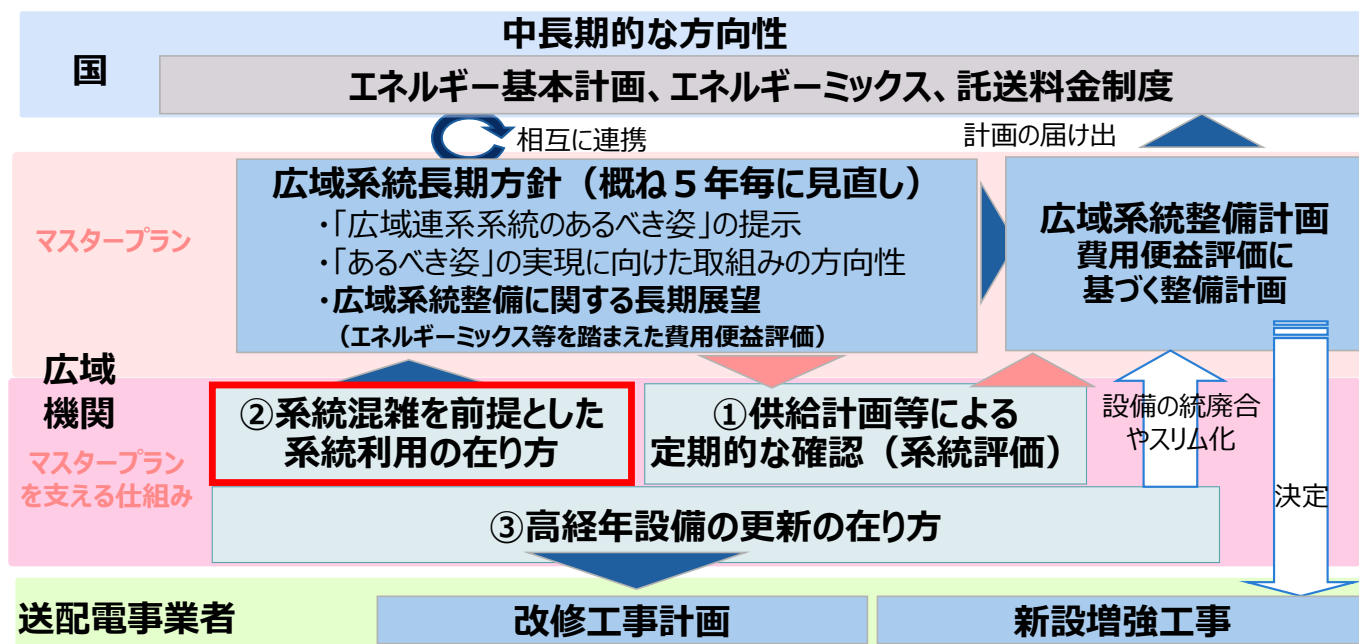 中長期的な方向性
国
エネルギー基本計画、エネルギーミックス、託送料金制度
相互に連携
計画の届け出
マスタープラン
広域系統長期方針（概ね５年毎に見直し）
・「広域連系系統のあるべき姿」の提示
・「あるべき姿」の実現に向けた取組みの方向性
・広域系統整備に関する長期展望
（エネルギーミックス等を踏まえた費用便益評価）
広域系統整備計画
費用便益評価に
基づく整備計画
広域
機関
マスタープラン
を支える仕組み
②系統混雑を前提とした
系統利用の在り方
①供給計画等による
定期的な確認（系統評価）
設備の統廃合
やスリム化
決定
③高経年設備の更新の在り方
送配電事業者
改修工事計画
新設増強工事